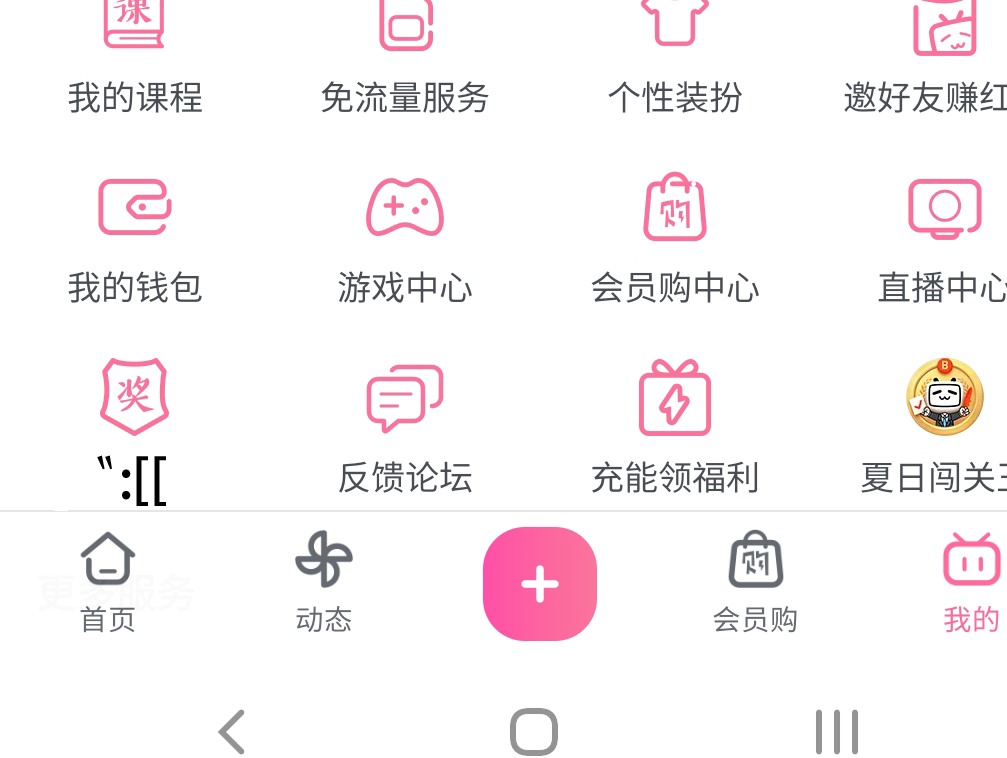 课
我的课程 免流量服务 个性装扮 邀好友赚红
购
我的钱包 游戏中心 会员购中心 直播中心
奖 B
〝:[[ 反馈论坛 充能领福利 夏日闯关王
购
更多服务
首页 动态 会员购 我的